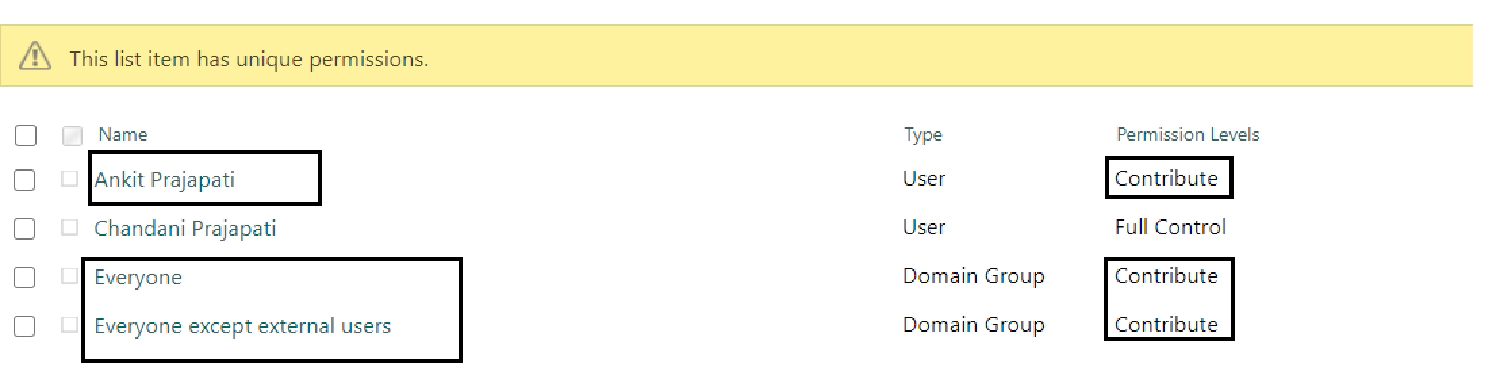 This list item has unique permissions.
Name Type Permission Levels
Ankit Prajapati User Contribute
Chandani Prajapati User Full Control
Everyone Domain Group Contribute
Everyone except external users Domain Group Contribute